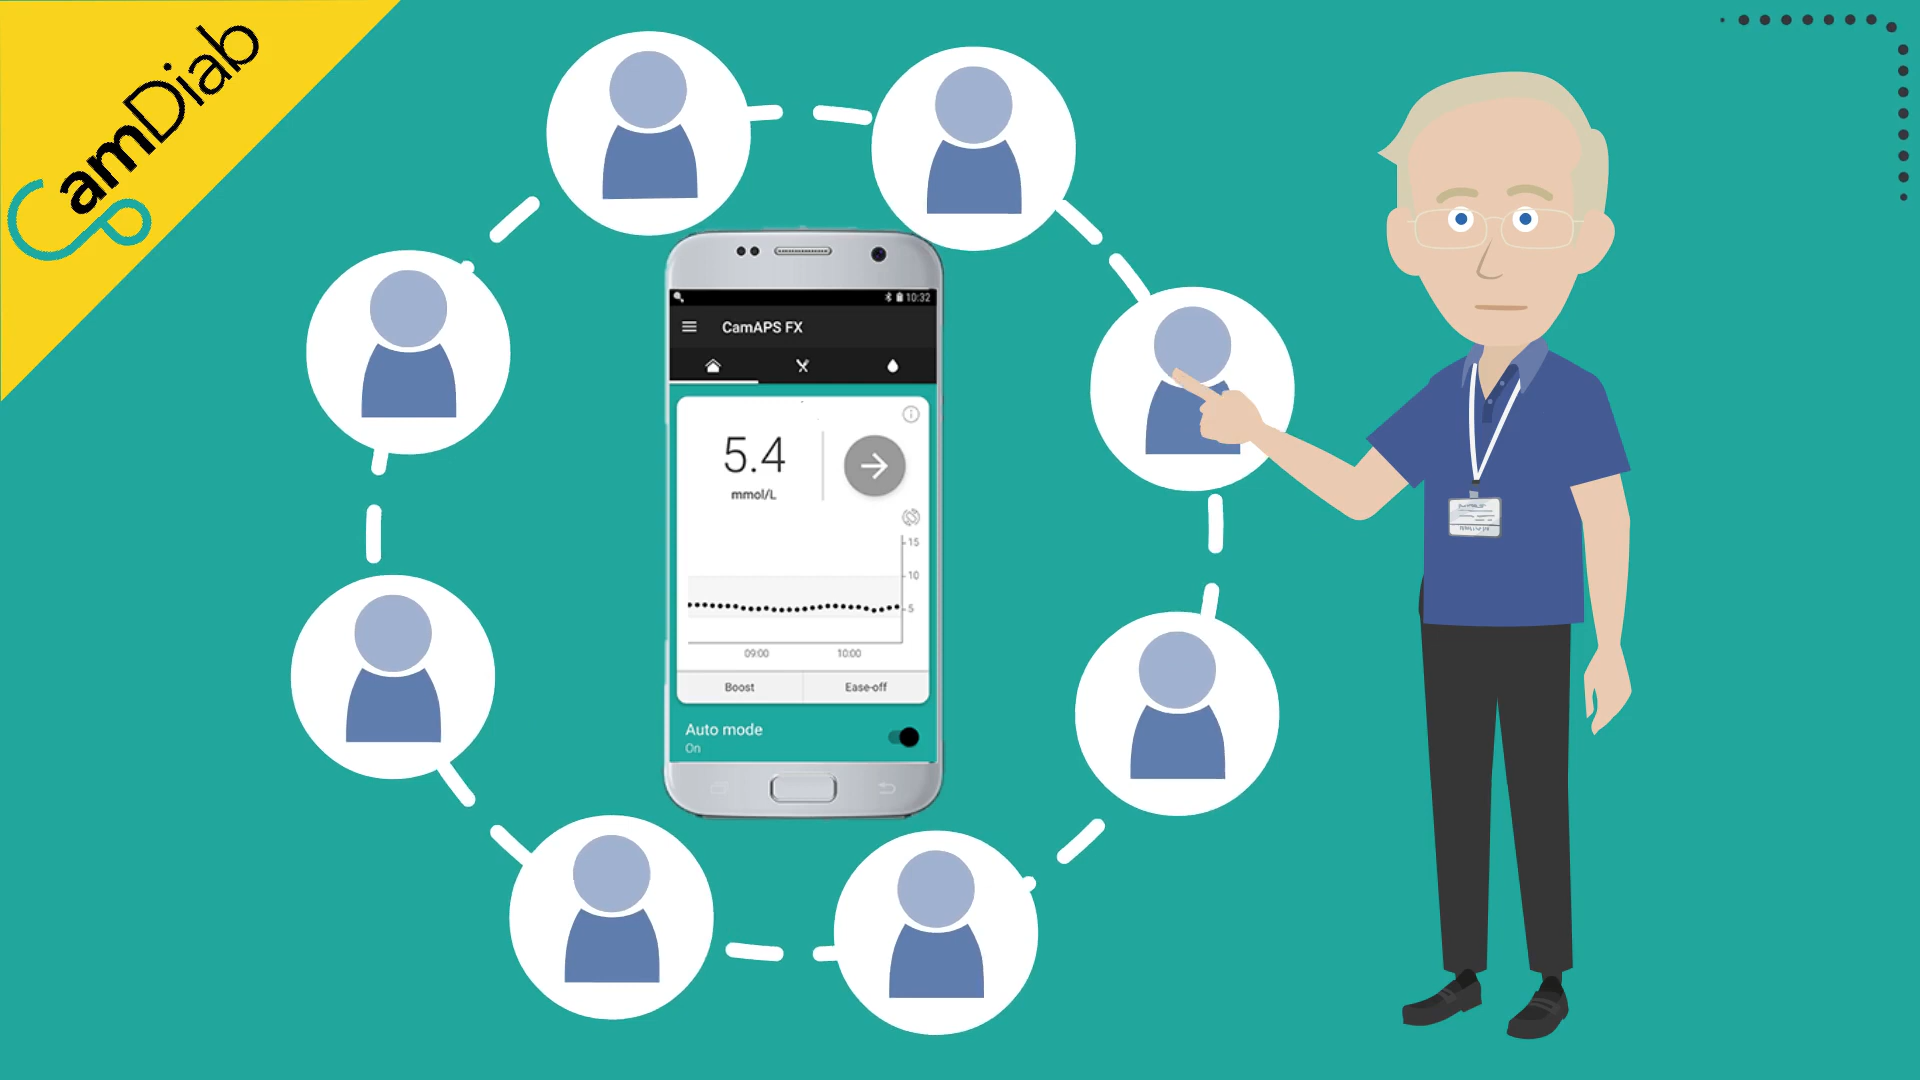 CamDiab
10:32
CamAPS FX
5.4
mmol/L
15
10
5
09:00
10:00
Boost
Ease-off
Auto mode
On